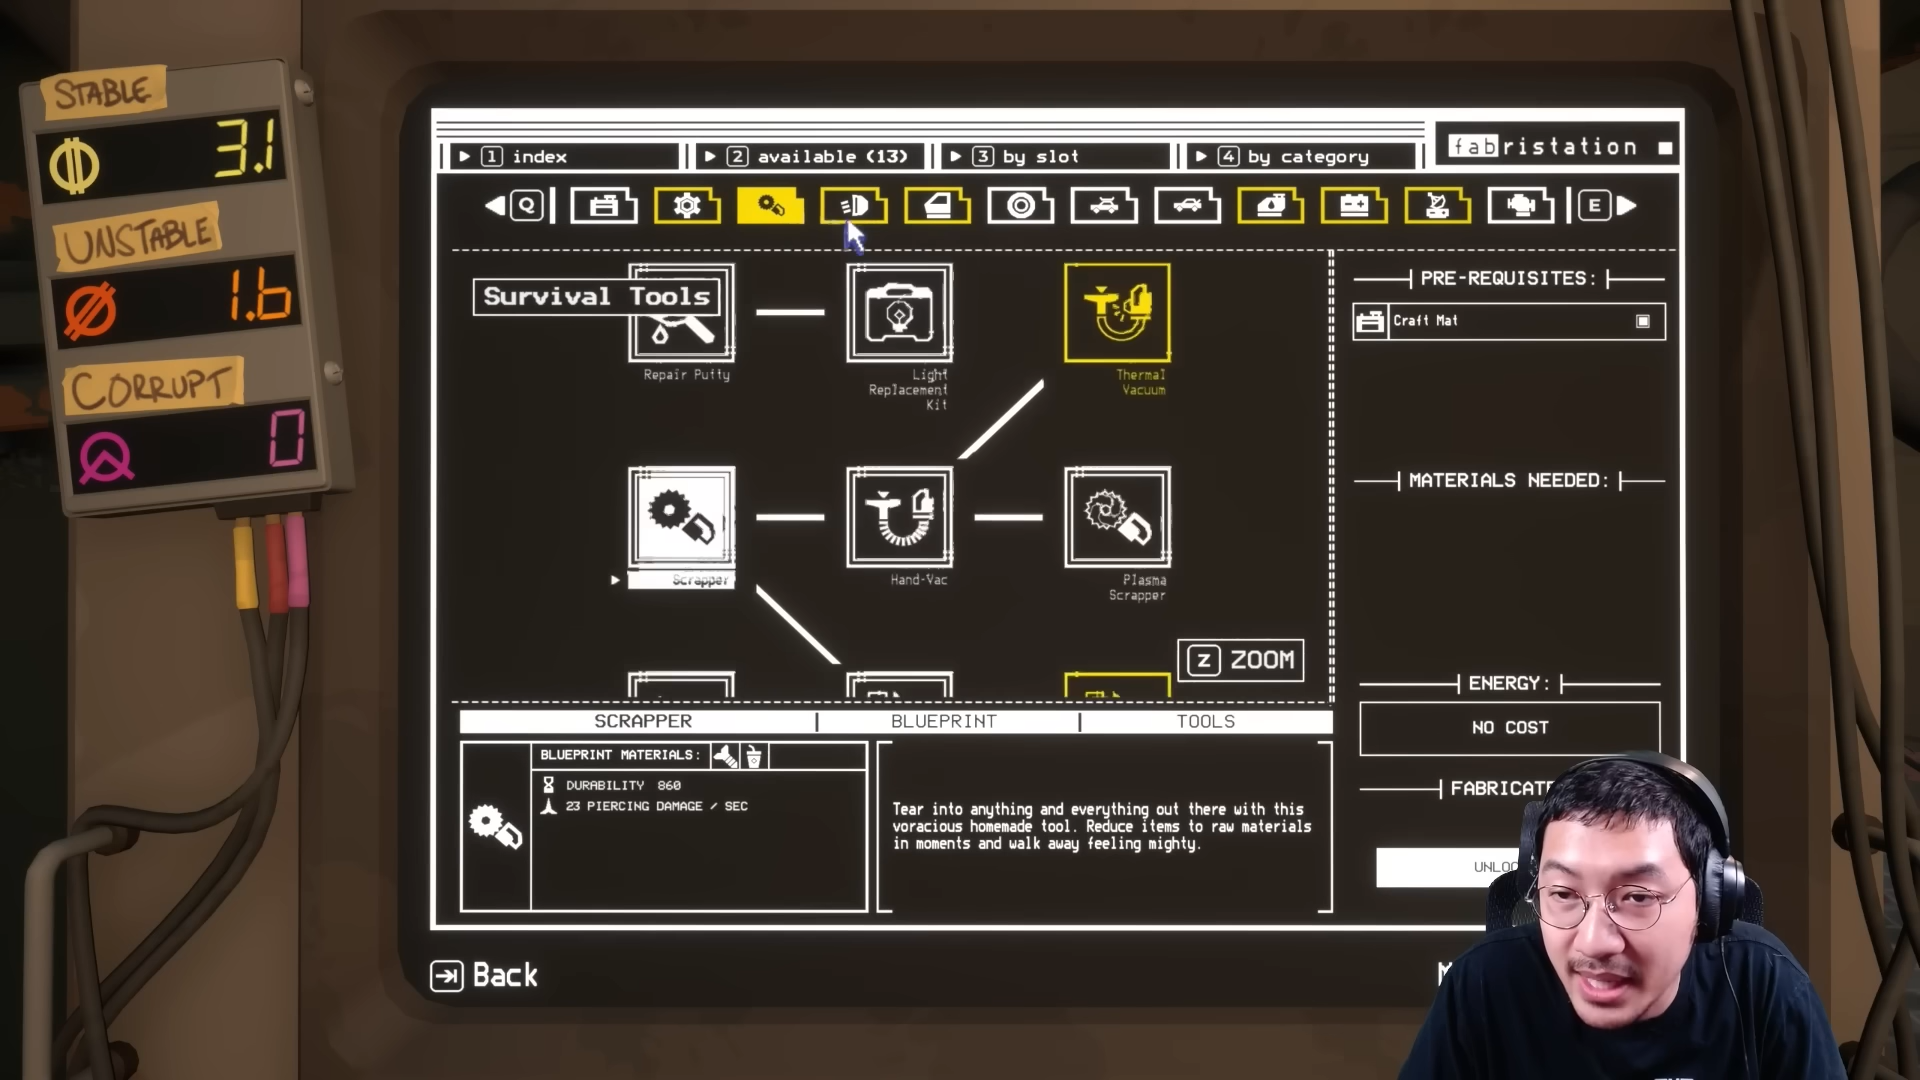 STABLE
3.1
UNSTABLE
1.6
CORRUPT
0
1 index
2 available (13)
3 by slot
4 by category
fabristation
Q
E
Survival Tools
Repair Putty
Light
Replacement
Kit
Thermal
Vacuum
Scrapper
Hand-Vac
Plasma
Scrapper
Z ZOOM
PRE-REQUISITES:
Craft Mat
MATERIALS NEEDED:
ENERGY:
NO COST
FABRICATE
SCRAPPER
BLUEPRINT
TOOLS
BLUEPRINT MATERIALS:
DURABILITY 860
23 PIERCING DAMAGE / SEC
Tear into anything and everything out there with this
voracious homemade tool. Reduce items to raw materials
in moments and walk away feeling mighty.
Back